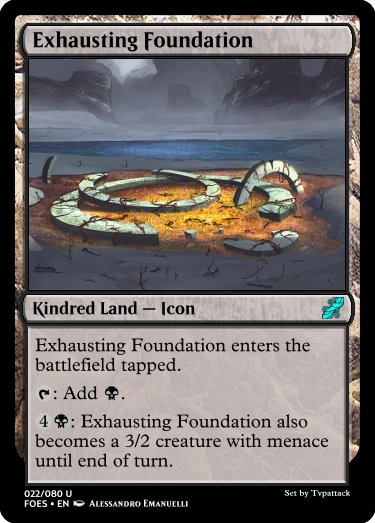 Exhausting Foundation
Kindred Land — Icon
Exhausting Foundation enters the
battlefield tapped.
: Add .
4 : Exhausting Foundation also
becomes a 3/2 creature with menace
until end of turn.
022/080 U
FOES • EN Alessandro Emanuelli
Set by Tvpattack